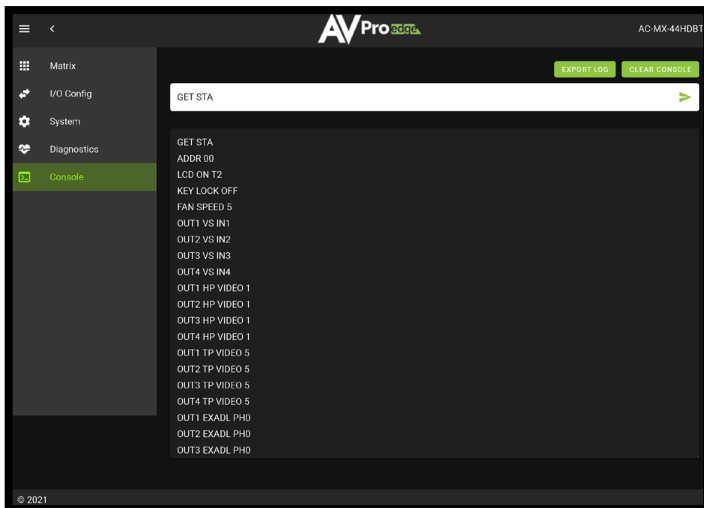 AVPro edge
AC-MX-44HDBT
Matrix
I/O Config
System
Diagnostics
Console
EXPORT LOG
CLEAR CONSOLE
GET STA
GET STA
ADDR 00
LCD ON T2
KEY LOCK OFF
FAN SPEED 5
OUT1 VS IN1
OUT2 VS IN2
OUT3 VS IN3
OUT4 VS IN4
OUT1 HP VIDEO 1
OUT2 HP VIDEO 1
OUT3 HP VIDEO 1
OUT4 HP VIDEO 1
OUT1 TP VIDEO 5
OUT2 TP VIDEO 5
OUT3 TP VIDEO 5
OUT4 TP VIDEO 5
OUT1 EXADL PH0
OUT2 EXADL PH0
OUT3 EXADL PH0
© 2021